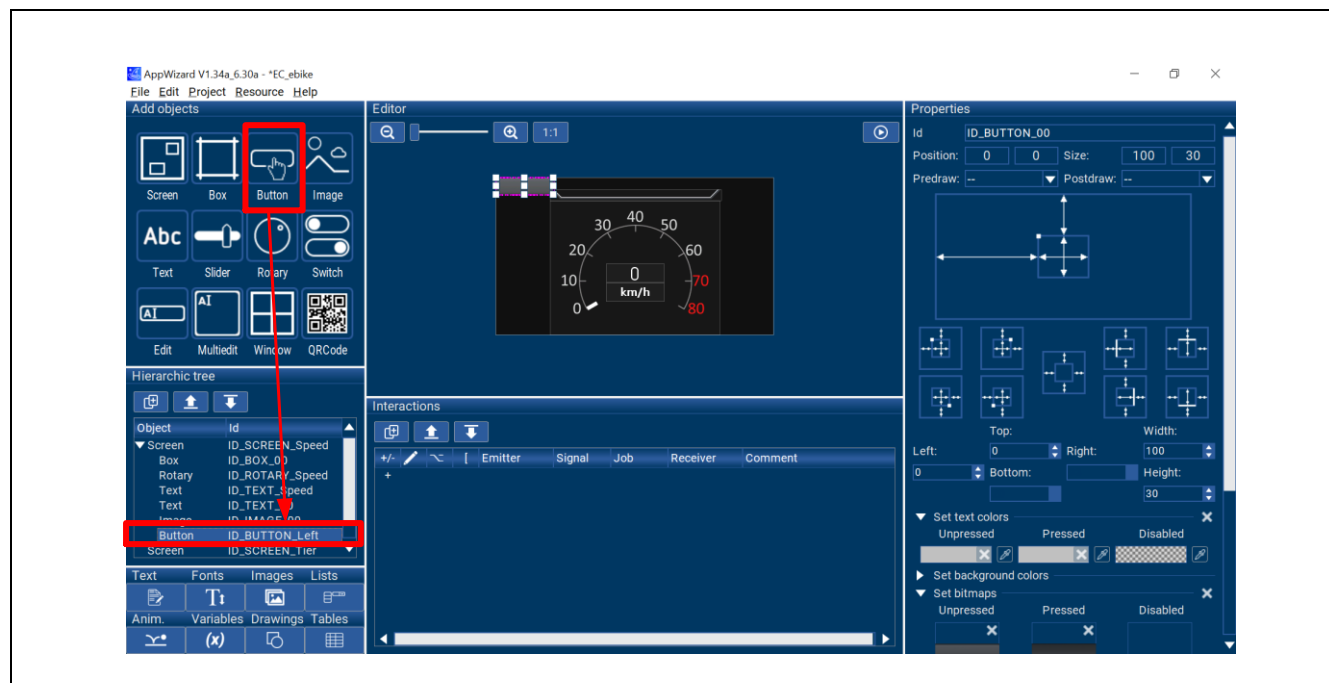 AppWizard V1.34a_6.30a - *EC_ebike
File Edit Project Resource Help
Add objects
Screen Box Button Image
Abc
Text Slider Rotary Switch
AI AI
Edit Multiedit Window QRCode
Hierarchic tree
Object Id
Screen ID_SCREEN_Speed
Box ID_BOX_00
Rotary ID_ROTARY_Speed
Text ID_TEXT_Speed
Text
Image ID_IMAGE_00
Button ID_BUTTON_Left
Screen ID_SCREEN_Tier
Text Fonts Images Lists
Anim. Variables Drawings Tables
(x)
Editor
1:1
0 10 20 30 40 50 60 70 80
0
km/h
Interactions
+/- [ Emitter Signal Job Receiver Comment
+
Properties
Id ID_BUTTON_00
Position: 0 0 Size: 100 30
Predraw: -- Postdraw: --
Top: Width:
Left: 0 Right: 100
0 Bottom: Height:
30
Set text colors
Unpressed Pressed Disabled
Set background colors
Set bitmaps
Unpressed Pressed Disabled